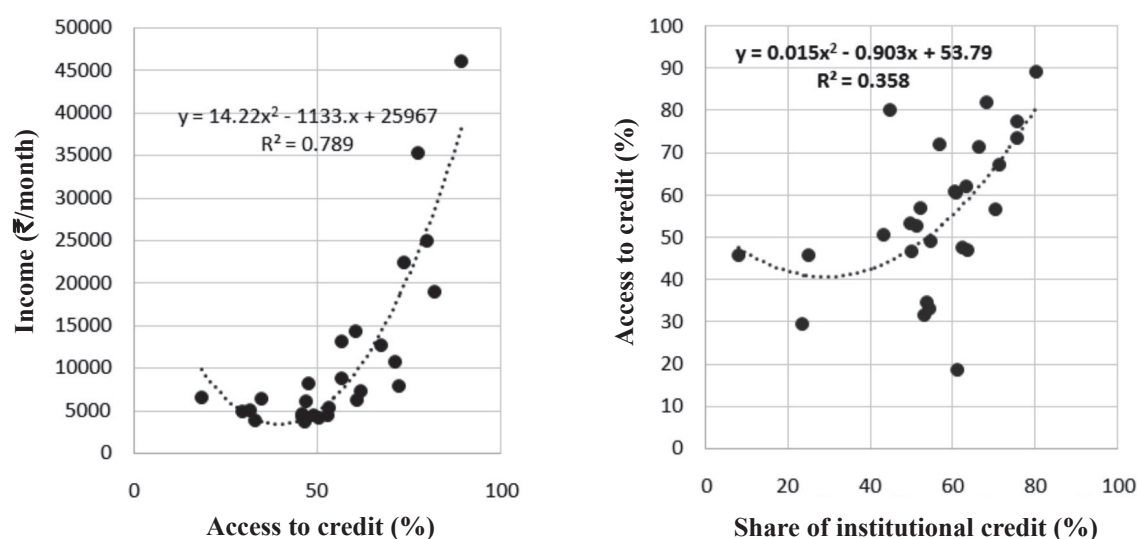 50000
45000
40000
35000
30000
25000
20000
15000
10000
5000
0
Income (₹/month)
y = 14.22x² - 1133.x + 25967
R² = 0.789
0 50 100
Access to credit (%)
100
90
80
70
60
50
40
30
20
10
0
Access to credit (%)
y = 0.015x² - 0.903x + 53.79
R² = 0.358
0 20 40 60 80 100
Share of institutional credit (%)